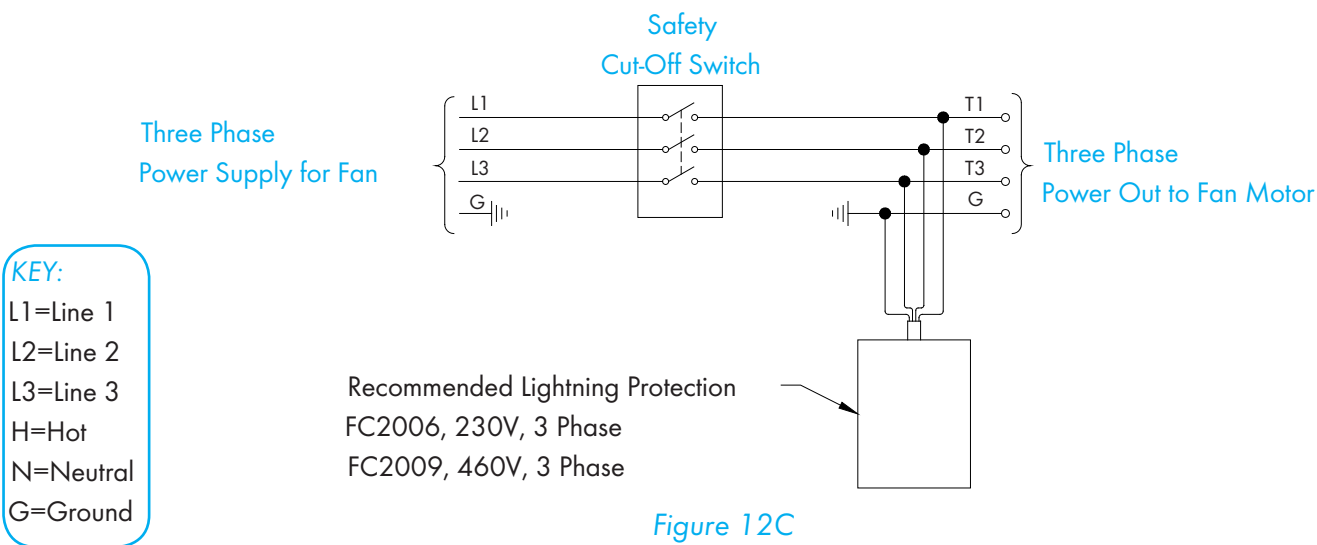 Safety
Cut-Off Switch
Three Phase
Power Supply for Fan
L1
L2
L3
G
T1
T2
T3
G
Three Phase
Power Out to Fan Motor
KEY:
L1=Line 1
L2=Line 2
L3=Line 3
H=Hot
N=Neutral
G=Ground
Recommended Lightning Protection
FC2006, 230V, 3 Phase
FC2009, 460V, 3 Phase
Figure 12C